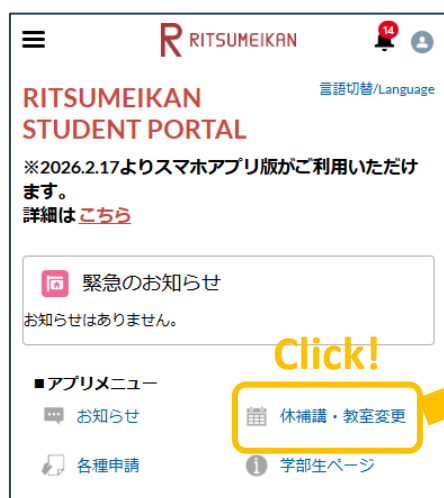 14
RITSUMEIKAN
言語切替/Language
RITSUMEIKAN
STUDENT PORTAL
※2026.2.17よりスマホアプリ版がご利用いただけ
ます。
詳細は こちら
緊急のお知らせ
お知らせはありません。
Click!
■アプリメニュー
お知らせ
休補講・教室変更
各種申請
学部生ページ